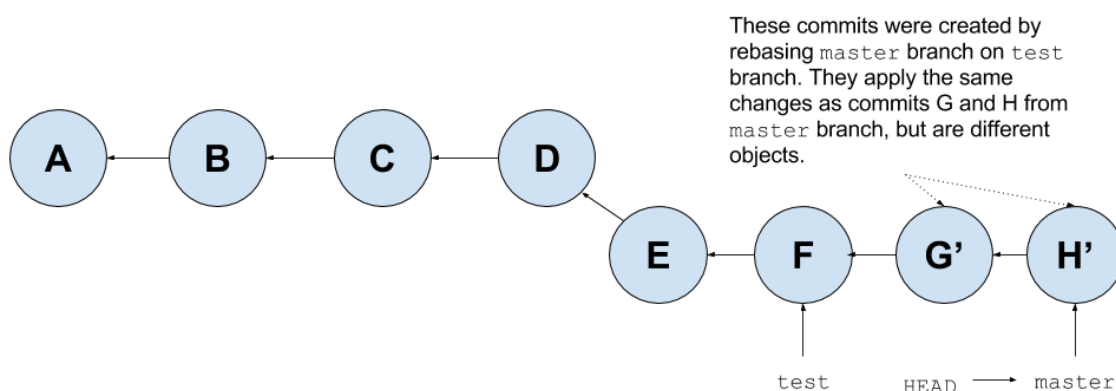 These commits were created by
rebasing master branch on test
branch. They apply the same
changes as commits G and H from
master branch, but are different
objects.
A
B
C
D
E
F
G’
H’
test
HEAD
master